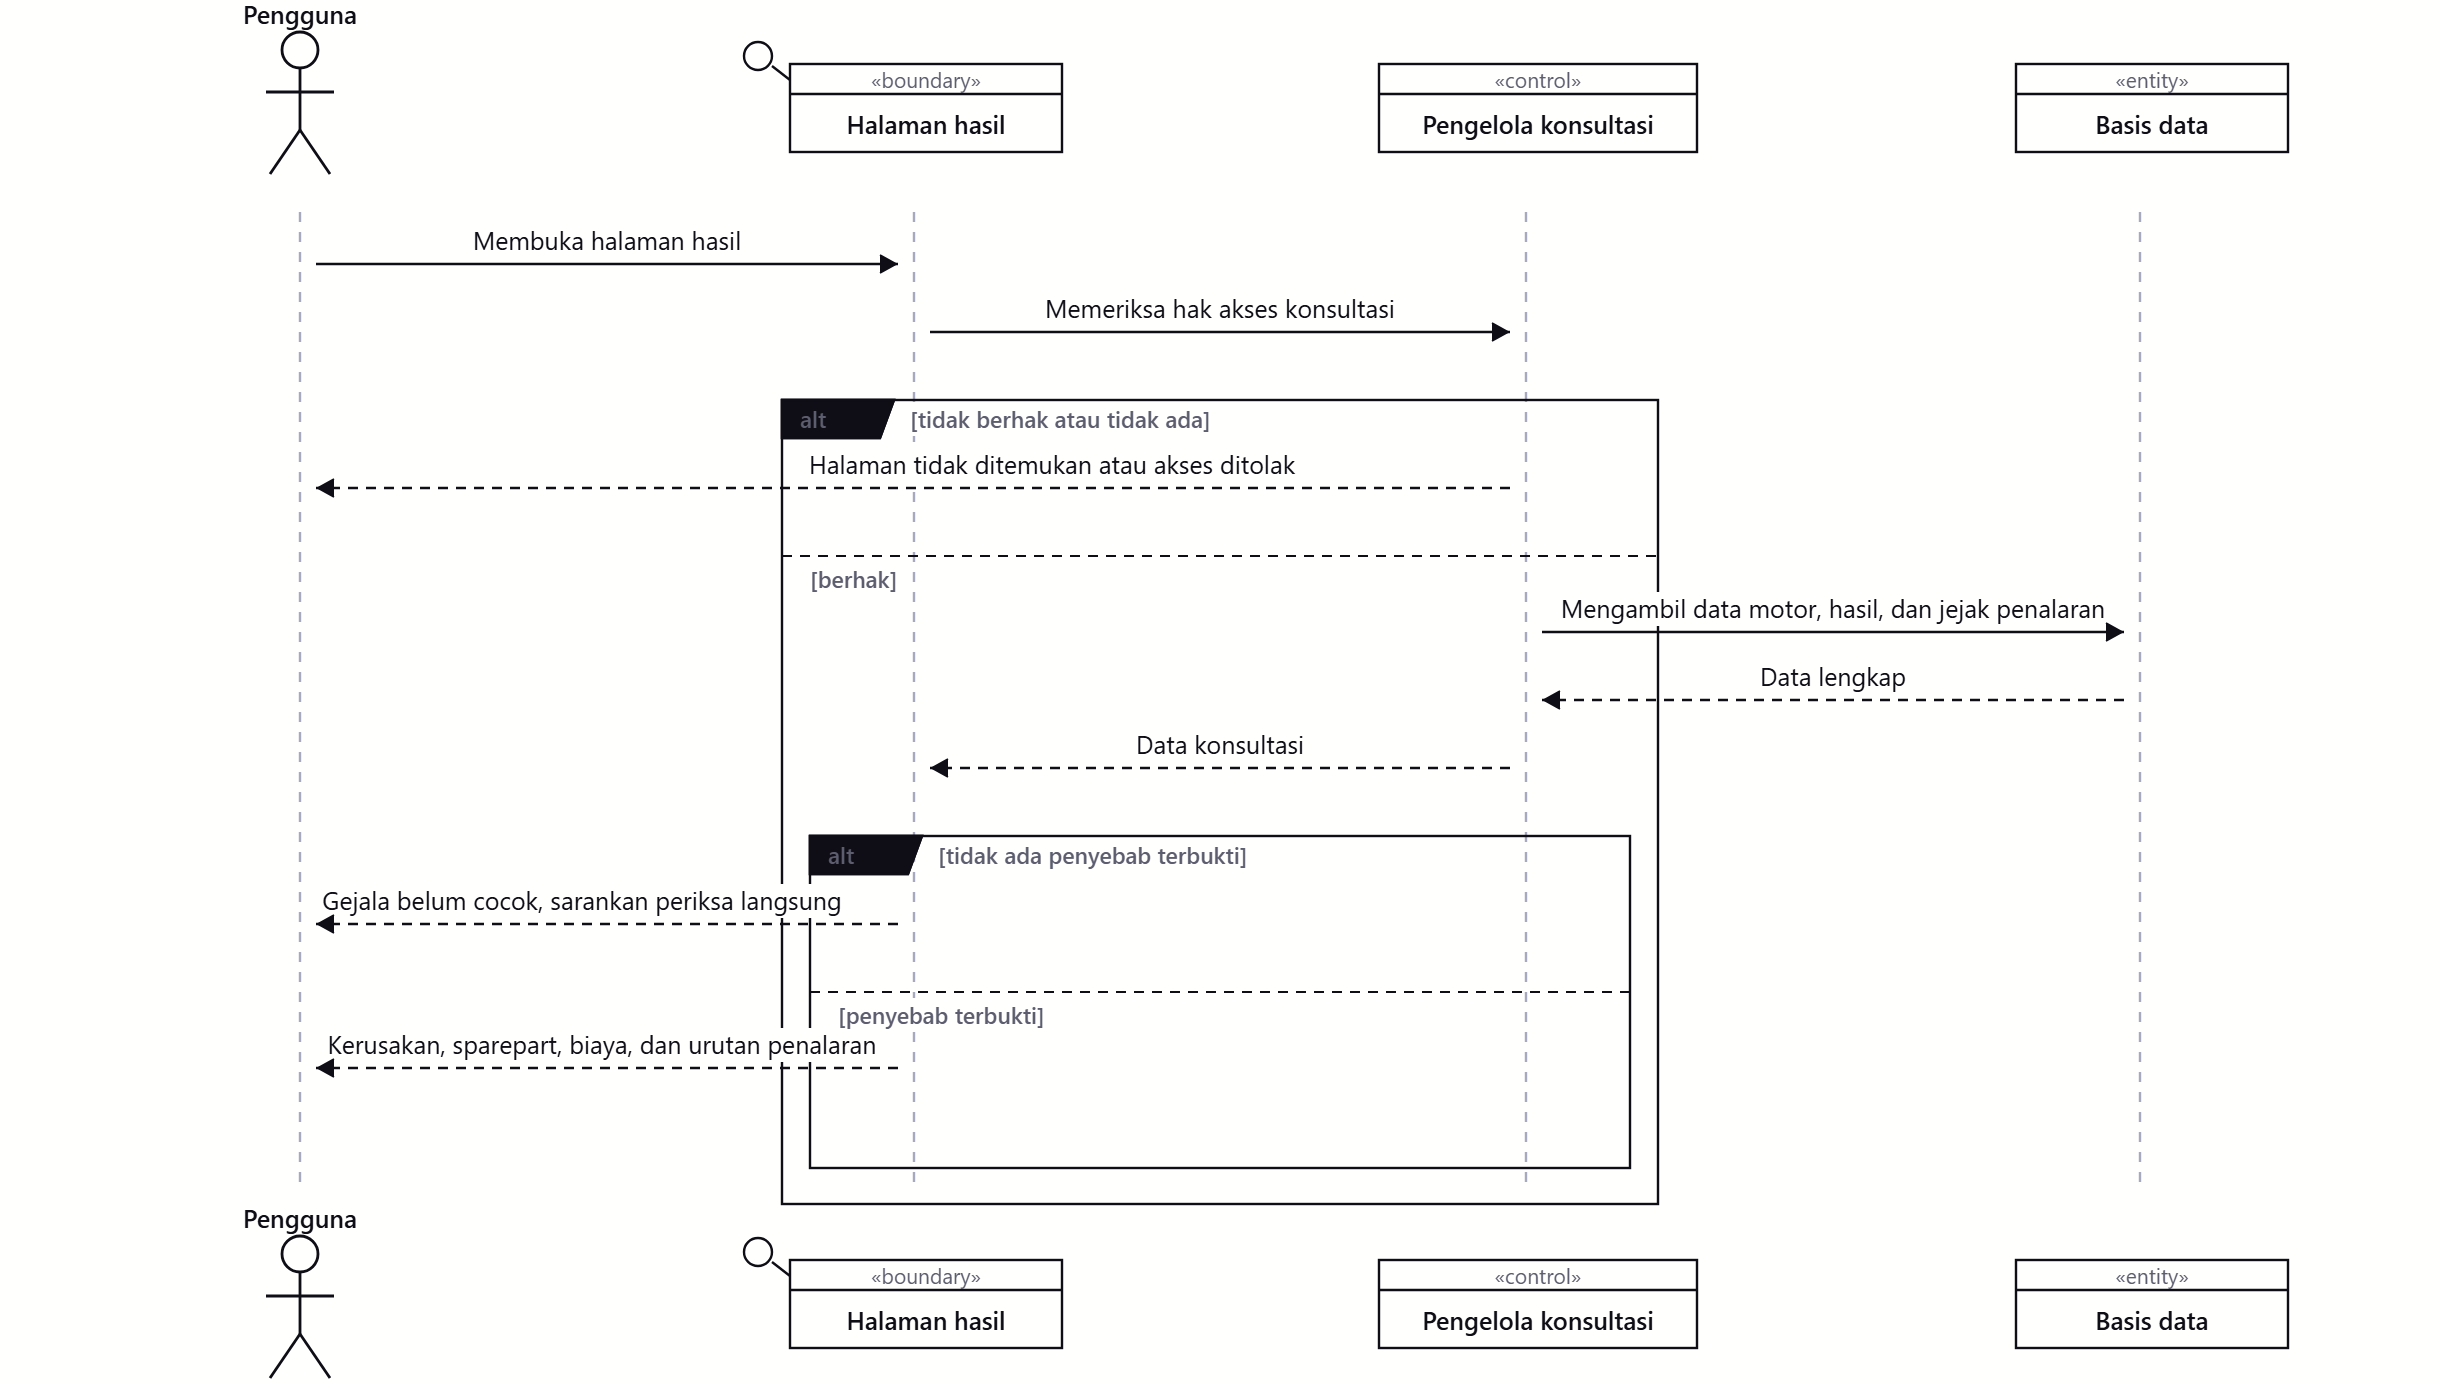 Pengguna
«boundary»
Halaman hasil
«control»
Pengelola konsultasi
«entity»
Basis data
Membuka halaman hasil
Memeriksa hak akses konsultasi
alt [tidak berhak atau tidak ada]
Halaman tidak ditemukan atau akses ditolak
[berhak]
Mengambil data motor, hasil, dan jejak penalaran
Data lengkap
Data konsultasi
alt [tidak ada penyebab terbukti]
Gejala belum cocok, sarankan periksa langsung
[penyebab terbukti]
Kerusakan, sparepart, biaya, dan urutan penalaran
Pengguna
«boundary»
Halaman hasil
«control»
Pengelola konsultasi
«entity»
Basis data